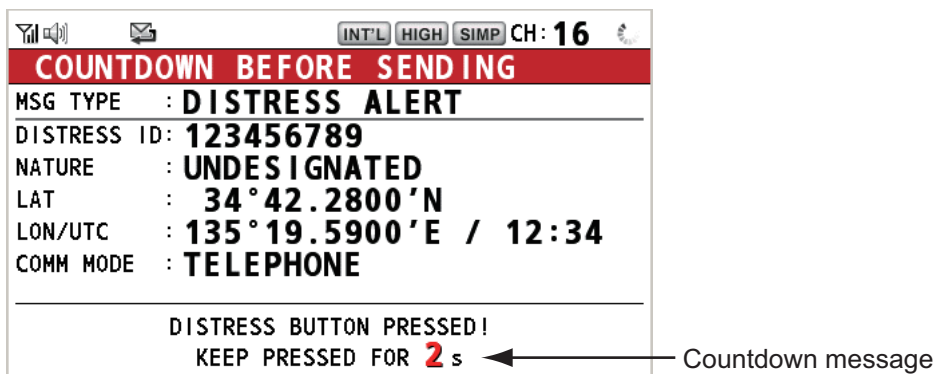 INT'L HIGH SIMP CH: 16
COUNTDOWN BEFORE SENDING
MSG TYPE : DISTRESS ALERT
DISTRESS ID: 123456789
NATURE : UNDESIGNATED
LAT : 34°42.2800'N
LON/UTC : 135°19.5900'E / 12:34
COMM MODE : TELEPHONE
DISTRESS BUTTON PRESSED!
KEEP PRESSED FOR 2 s
Countdown message